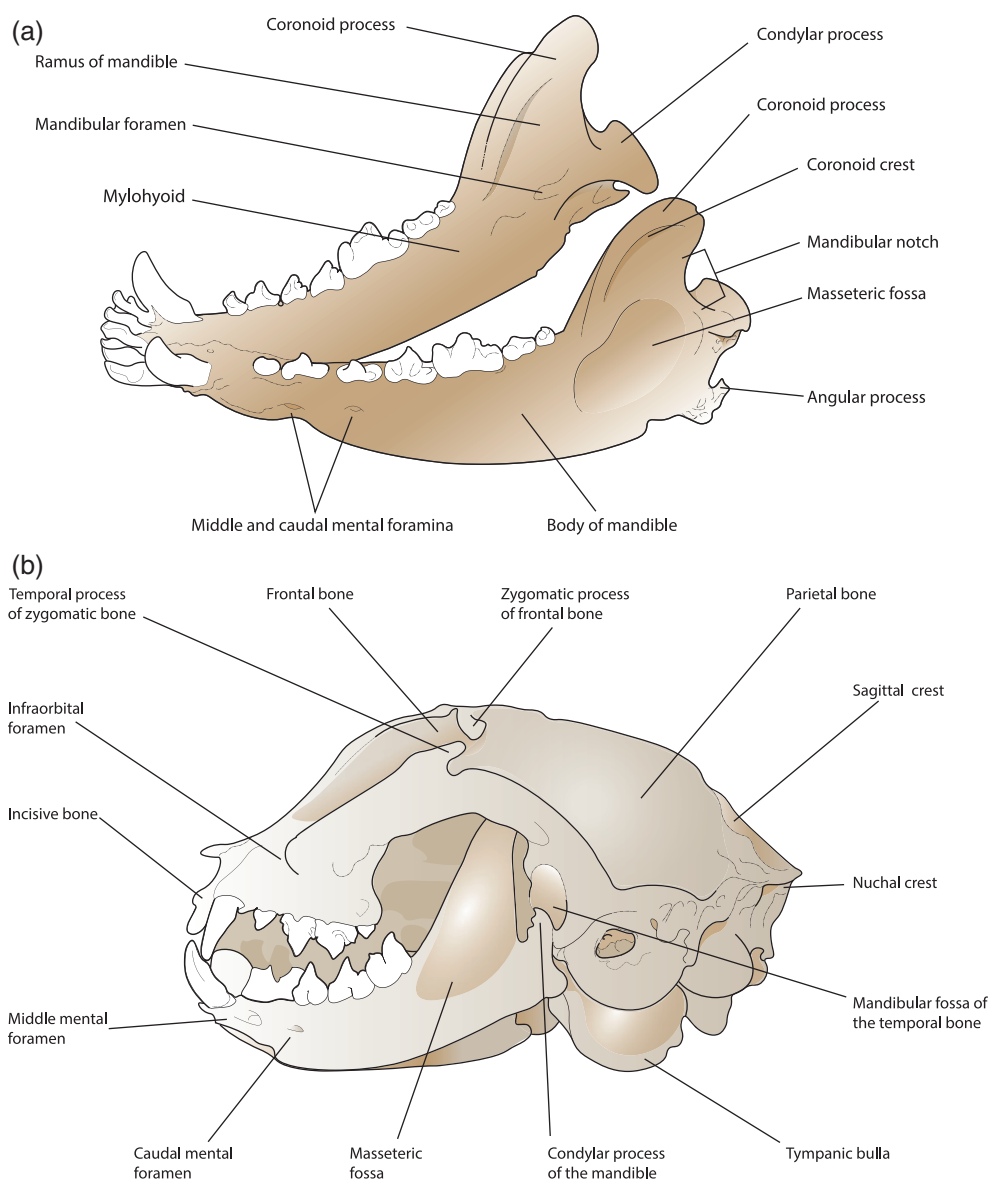 (a)
Coronoid process
Condylar process
Ramus of mandible
Coronoid process
Mandibular foramen
Coronoid crest
Mylohyoid
Mandibular notch
Masseteric fossa
Angular process
Middle and caudal mental foramina
Body of mandible
(b)
Temporal process
of zygomatic bone
Frontal bone
Zygomatic process
of frontal bone
Parietal bone
Sagittal crest
Infraorbital
foramen
Incisive bone
Nuchal crest
Middle mental
foramen
Mandibular fossa of
the temporal bone
Caudal mental
foramen
Masseteric
fossa
Condylar process
of the mandible
Tympanic bulla